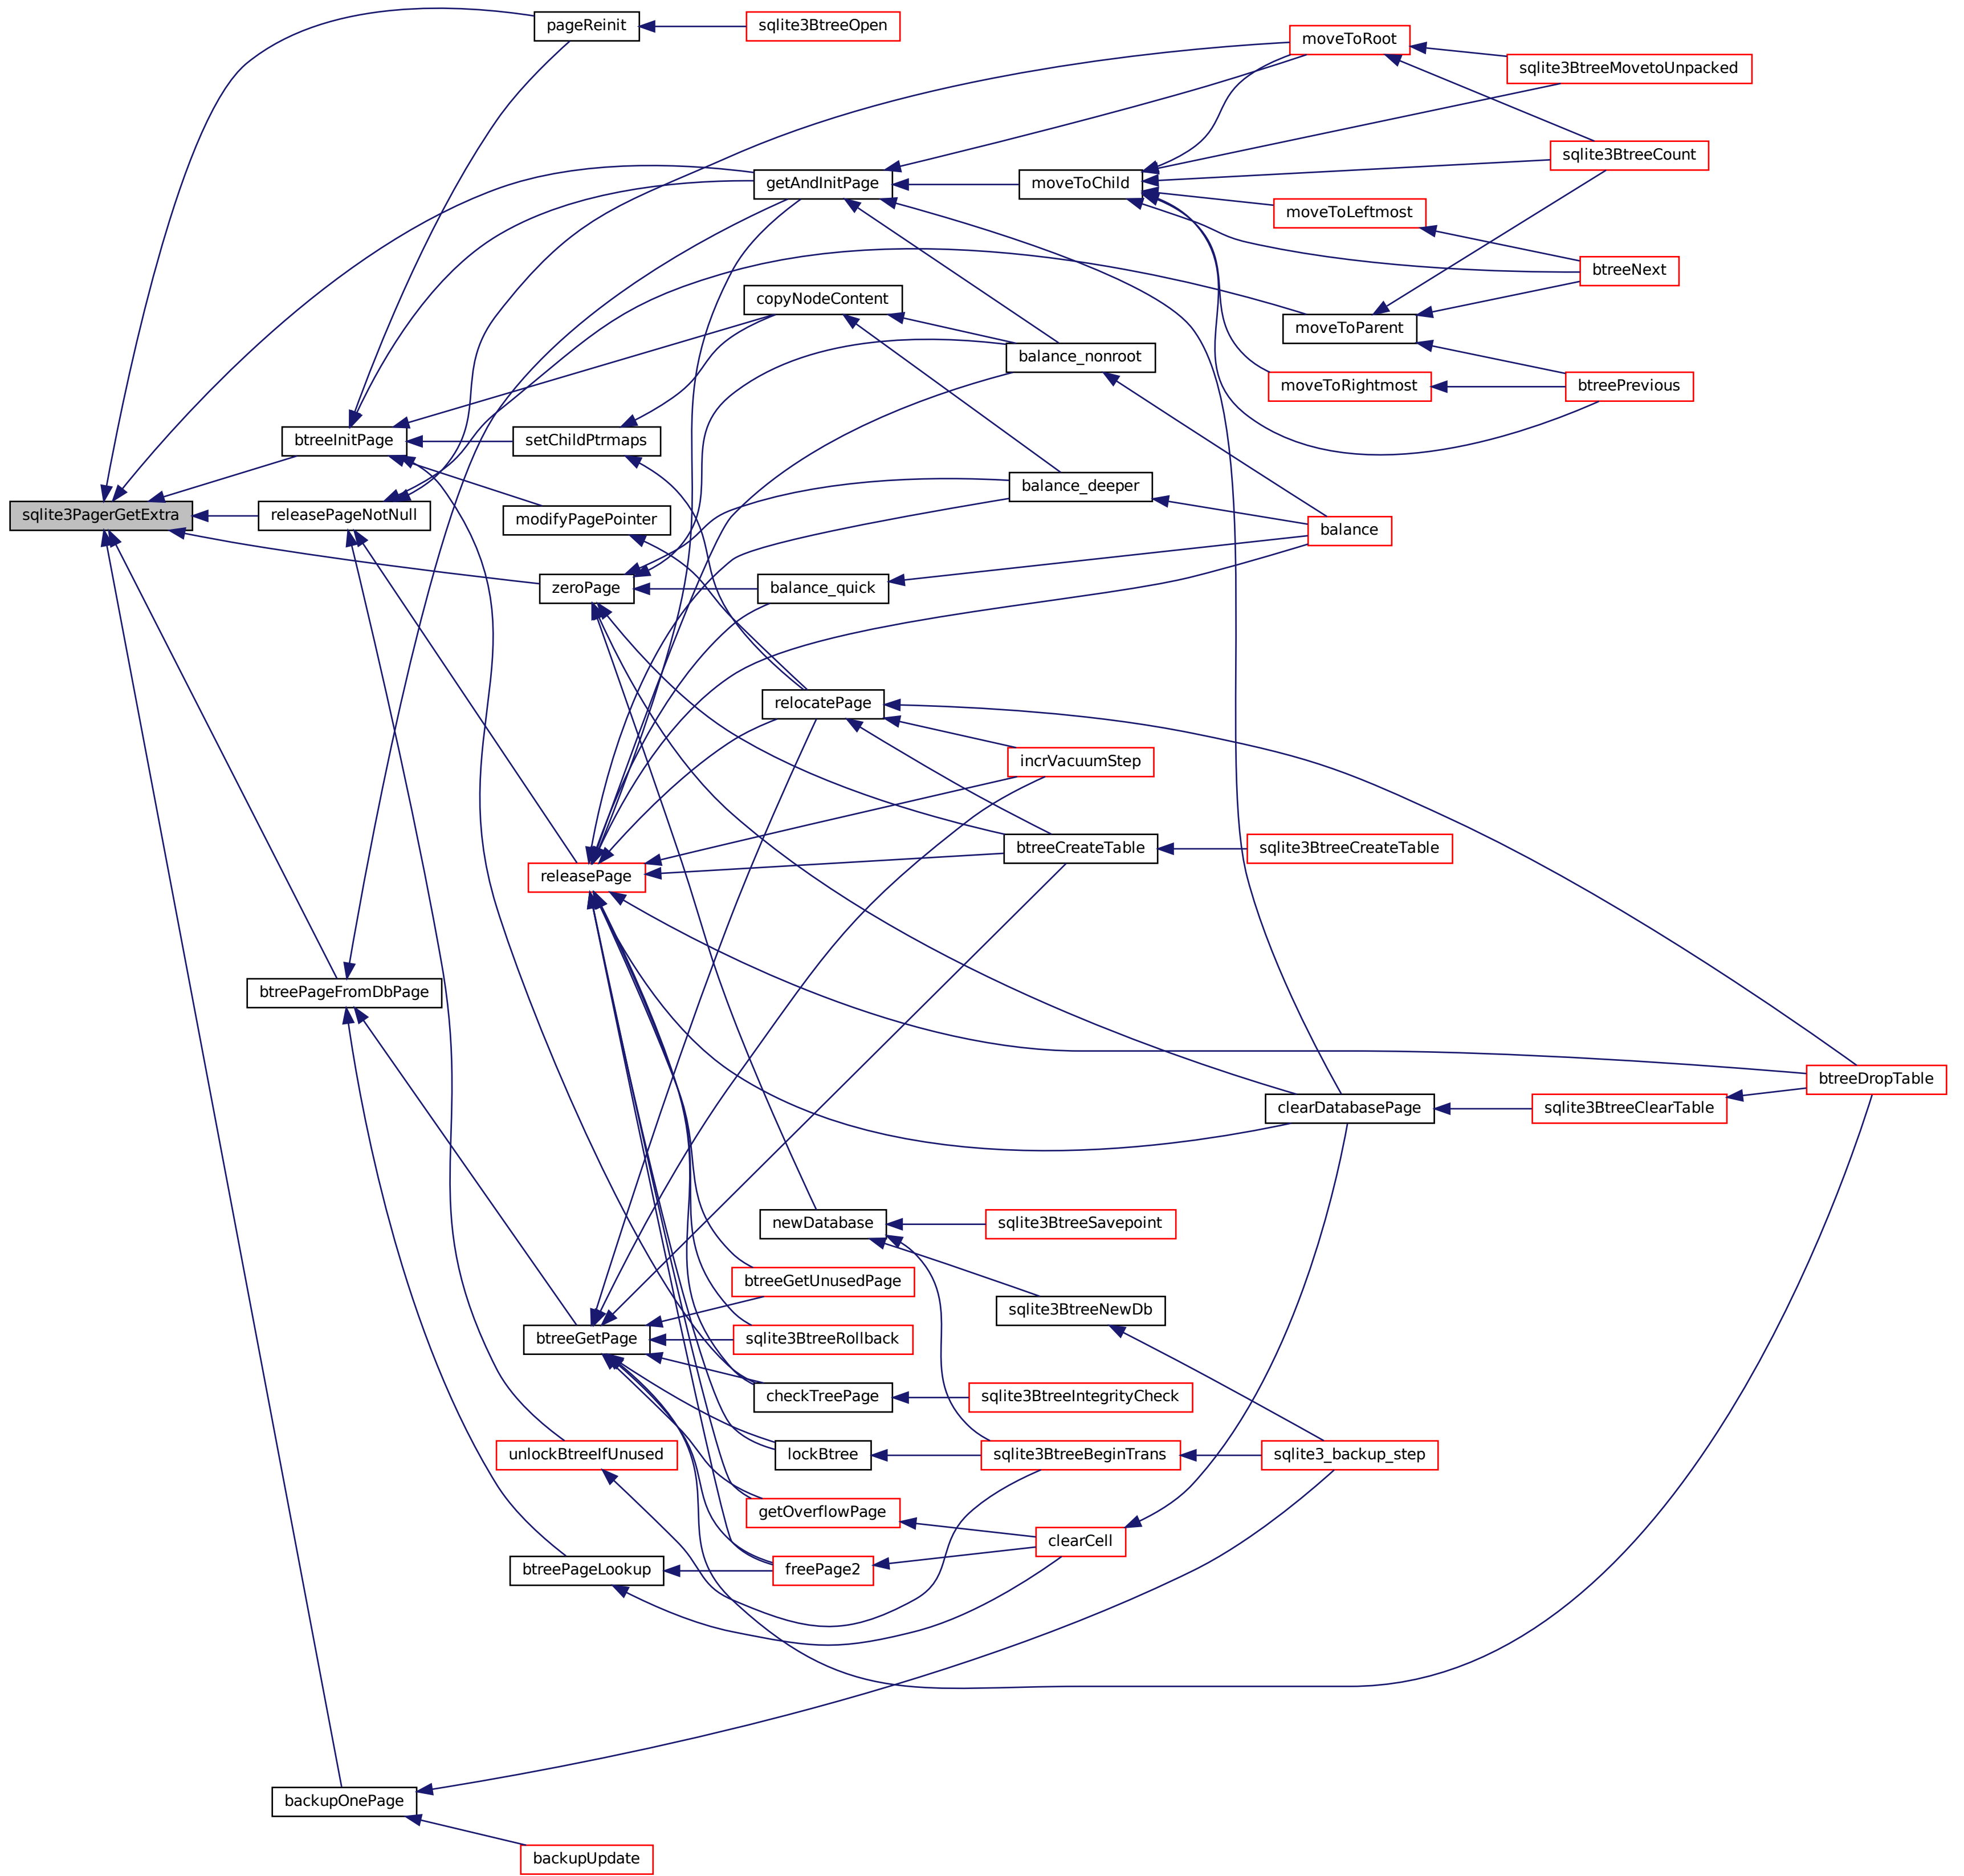 pageReinit
sqlite3BtreeOpen
moveToRoot
sqlite3BtreeMovetoUnpacked
sqlite3BtreeCount
getAndInitPage
moveToChild
moveToLeftmost
btreeNext
copyNodeContent
moveToParent
balance_nonroot
moveToRightmost
btreePrevious
btreeInitPage
setChildPtrmaps
balance_deeper
sqlite3PagerGetExtra
releasePageNotNull
modifyPagePointer
balance
zeroPage
balance_quick
relocatePage
incrVacuumStep
btreeCreateTable
sqlite3BtreeCreateTable
releasePage
btreePageFromDbPage
btreeDropTable
clearDatabasePage
sqlite3BtreeClearTable
newDatabase
sqlite3BtreeSavepoint
btreeGetUnusedPage
sqlite3BtreeNewDb
btreeGetPage
sqlite3BtreeRollback
checkTreePage
sqlite3BtreeIntegrityCheck
unlockBtreeIfUnused
lockBtree
sqlite3BtreeBeginTrans
sqlite3_backup_step
getOverflowPage
clearCell
btreePageLookup
freePage2
backupOnePage
backupUpdate